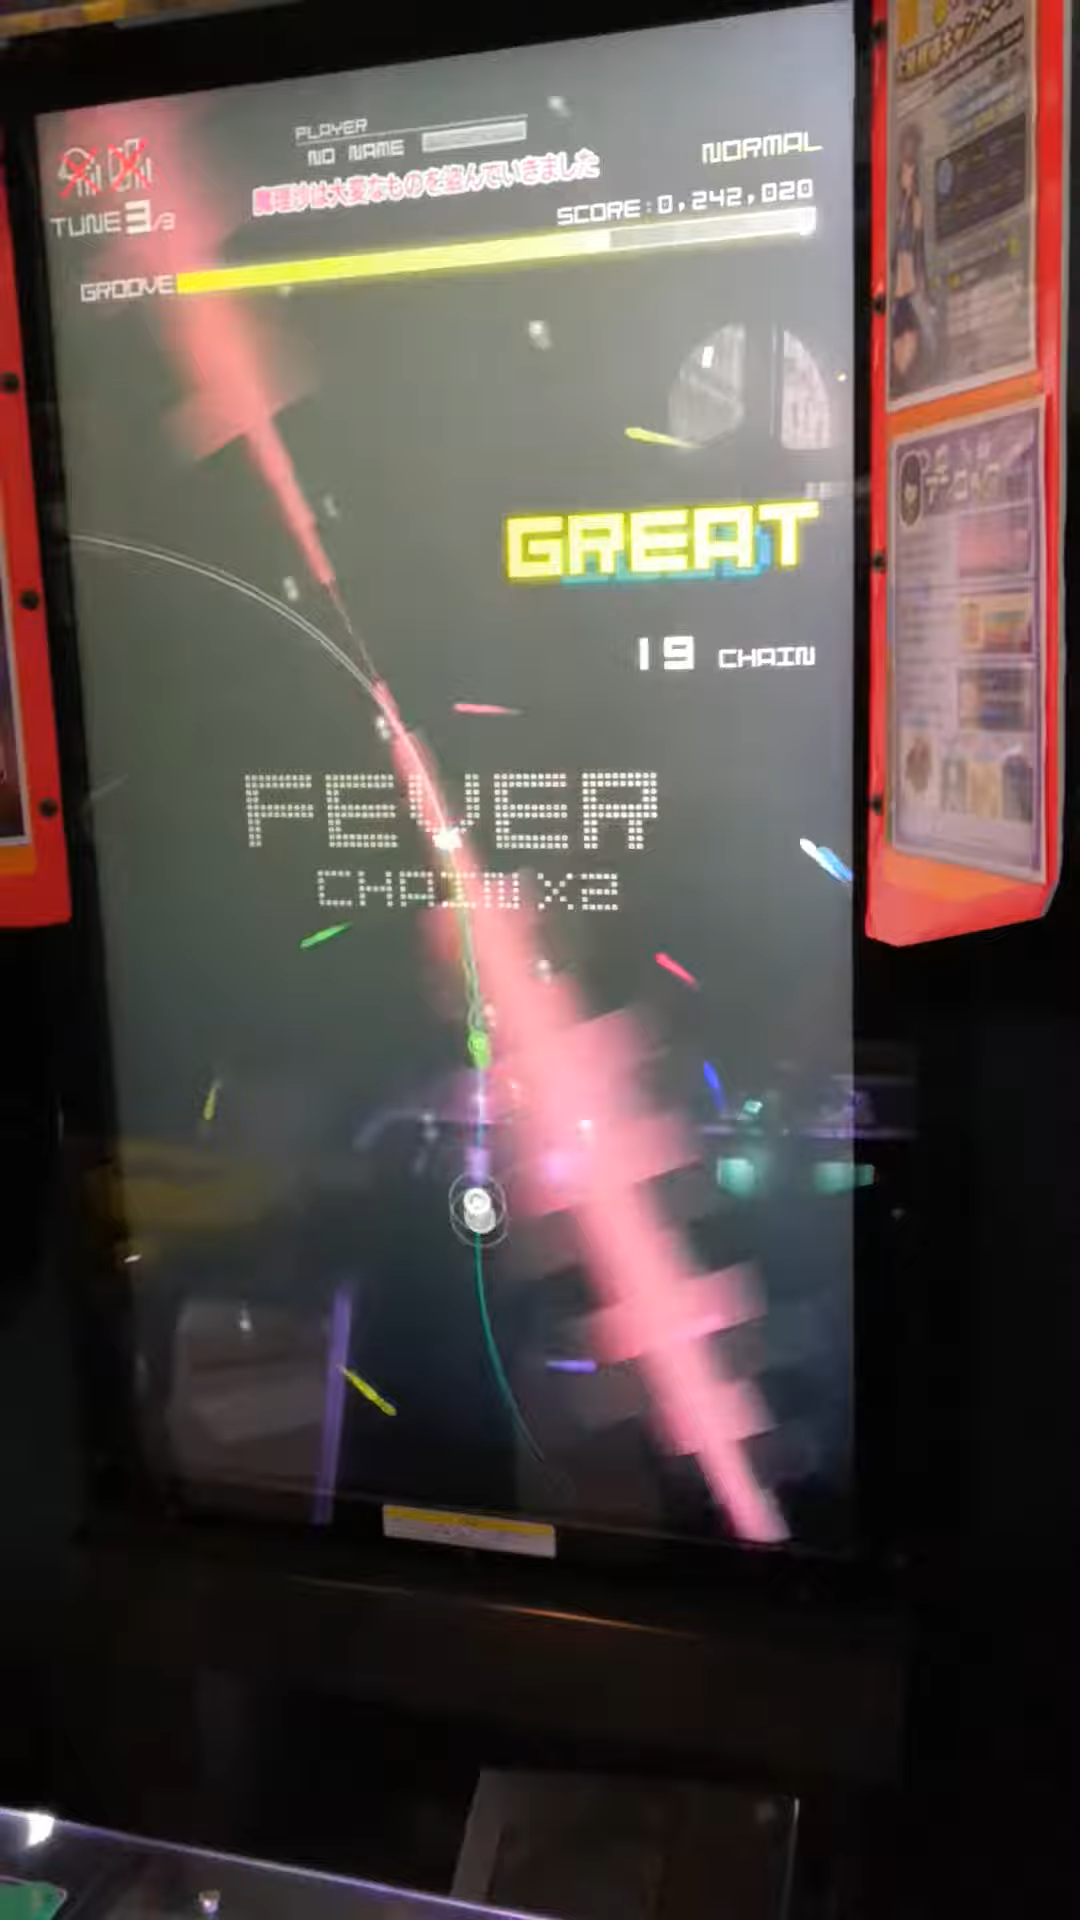 PLAYER
NO NAME
NORMAL
魔理沙は大変なものを盗んでいきました
TUNE 3/3
SCORE:0,242,020
GROOVE
GREAT
19 CHAIN
FEVER
CHAIN X2